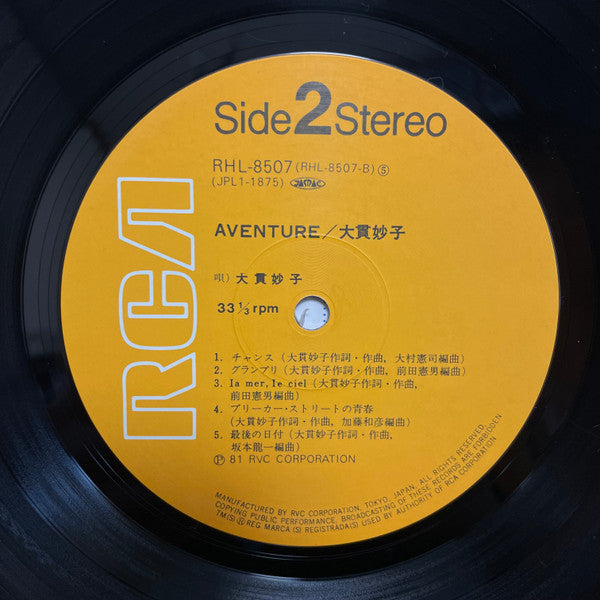 Side 2 Stereo
RHL-8507 (RHL-8507-B) Ⓢ
(JPL1-1875) JASRAC
AVENTURE／大貫妙子
唄) 大貫妙子
33 1/3 rpm
RCA
1. チャンス (大貫妙子作詞・作曲, 大村憲司編曲)
2. グランプリ (大貫妙子作詞・作曲, 前田憲男編曲)
3. la mer, le ciel (大貫妙子作詞・作曲,
前田憲男編曲)
4. ブリーカー・ストリートの青春
(大貫妙子作詞・作曲, 加藤和彦編曲)
5. 最後の日付 (大貫妙子作詞・作曲,
坂本龍一編曲)
Ⓟ 81 RVC CORPORATION
MANUFACTURED BY RVC CORPORATION, TOKYO, JAPAN, ALL RIGHTS RESERVED,
COPYING PUBLIC PERFORMANCE, BROADCASTING OF THESE RECORDS ARE FORBIDDEN
TM(S) Ⓡ REG MARCA (S) REGISTRADA(S) USED BY AUTHORITY OF RCA CORPORATION